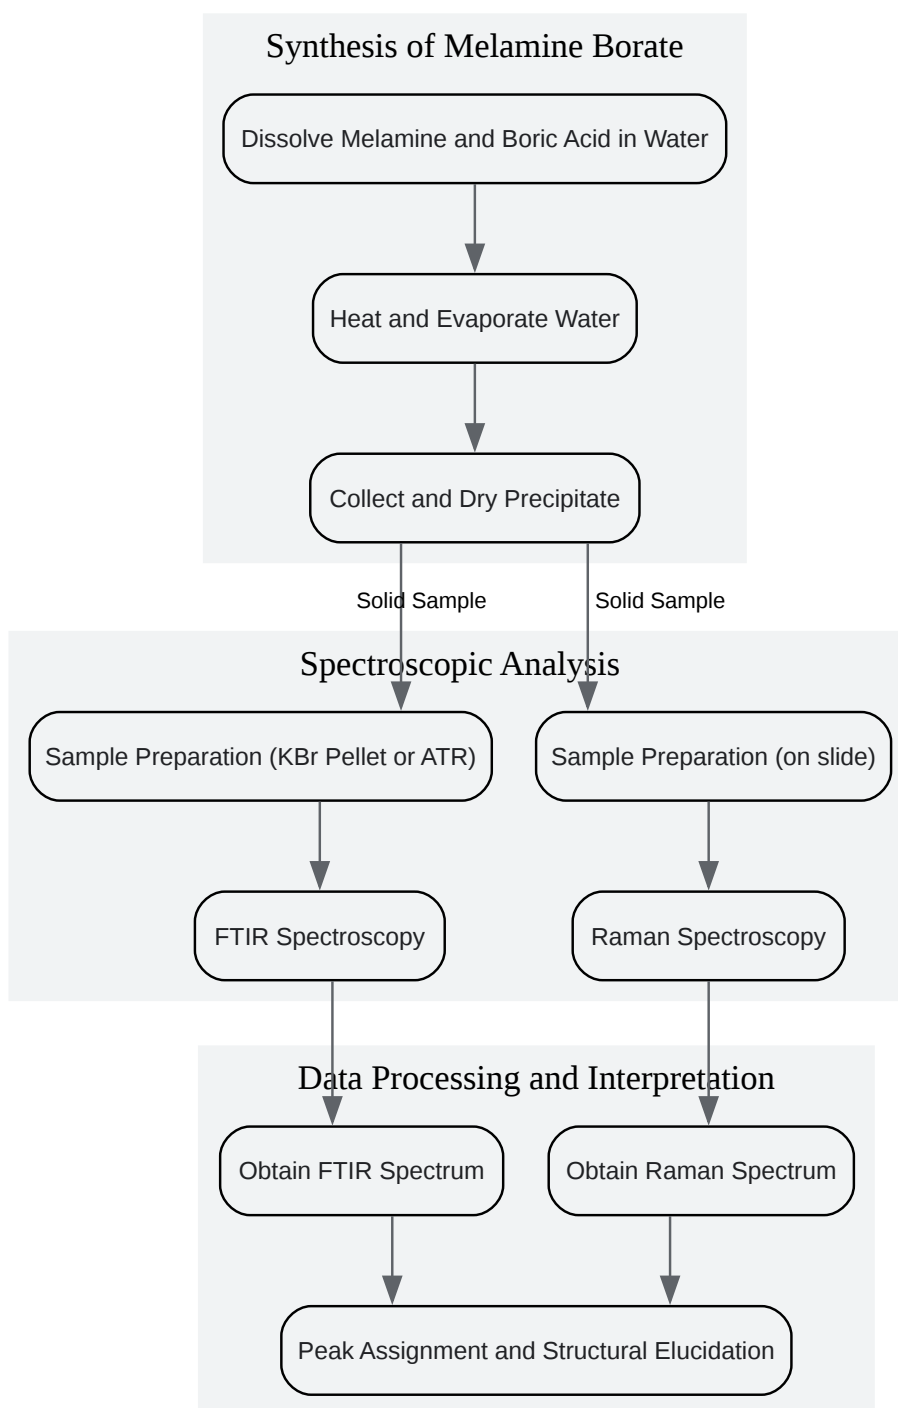 Synthesis of Melamine Borate
Dissolve Melamine and Boric Acid in Water
Heat and Evaporate Water
Collect and Dry Precipitate
Solid Sample
Solid Sample
Spectroscopic Analysis
Sample Preparation (KBr Pellet or ATR)
Sample Preparation (on slide)
FTIR Spectroscopy
Raman Spectroscopy
Data Processing and Interpretation
Obtain FTIR Spectrum
Obtain Raman Spectrum
Peak Assignment and Structural Elucidation